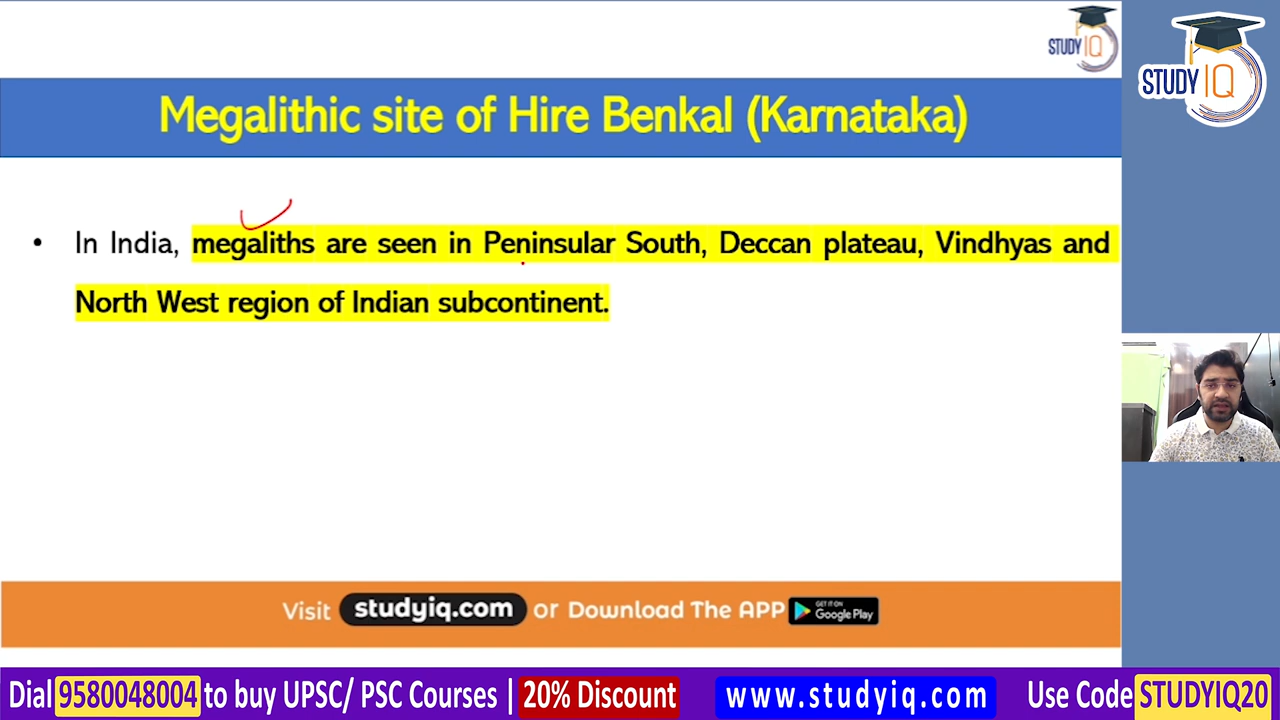 STUDY IQ
STUDY IQ
Megalithic site of Hire Benkal (Karnataka)
• In India, megaliths are seen in Peninsular South, Deccan plateau, Vindhyas and
North West region of Indian subcontinent.
Visit studyiq.com or Download The APP GET IT ON Google Play
Dial 9580048004 to buy UPSC/ PSC Courses | 20% Discount www.studyiq.com Use Code STUDYIQ20